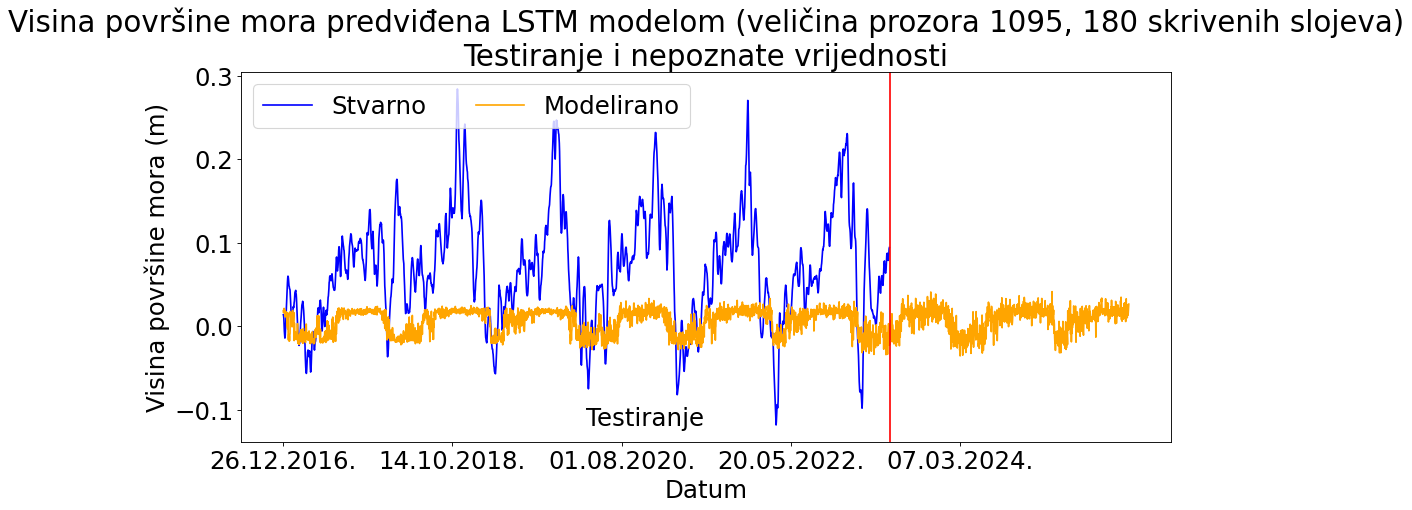 Visina površine mora predviđena LSTM modelom (veličina prozora 1095, 180 skrivenih slojeva)
Testiranje i nepoznate vrijednosti
Stvarno Modelirano
Visina površine mora (m)
0.3
0.2
0.1
0.0
−0.1
Testiranje
26.12.2016. 14.10.2018. 01.08.2020. 20.05.2022. 07.03.2024.
Datum